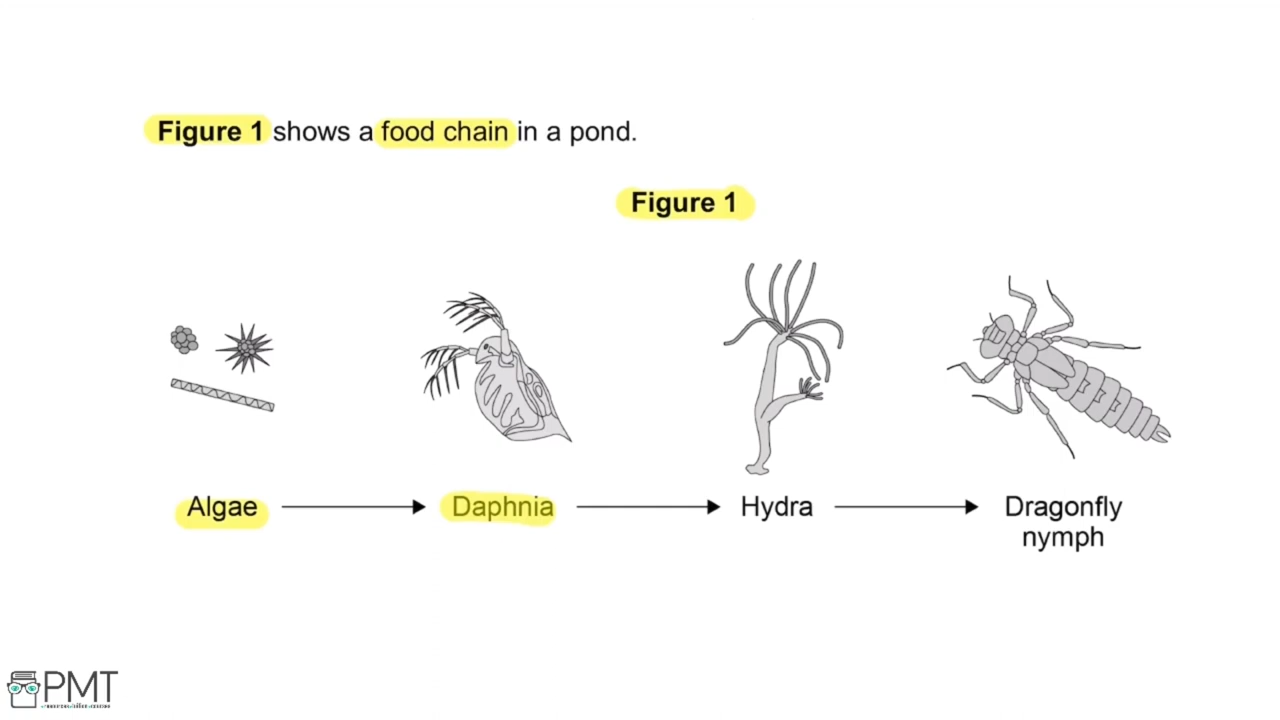 Figure 1 shows a food chain in a pond.
Figure 1
Algae Daphnia Hydra Dragonfly
nymph
PMT